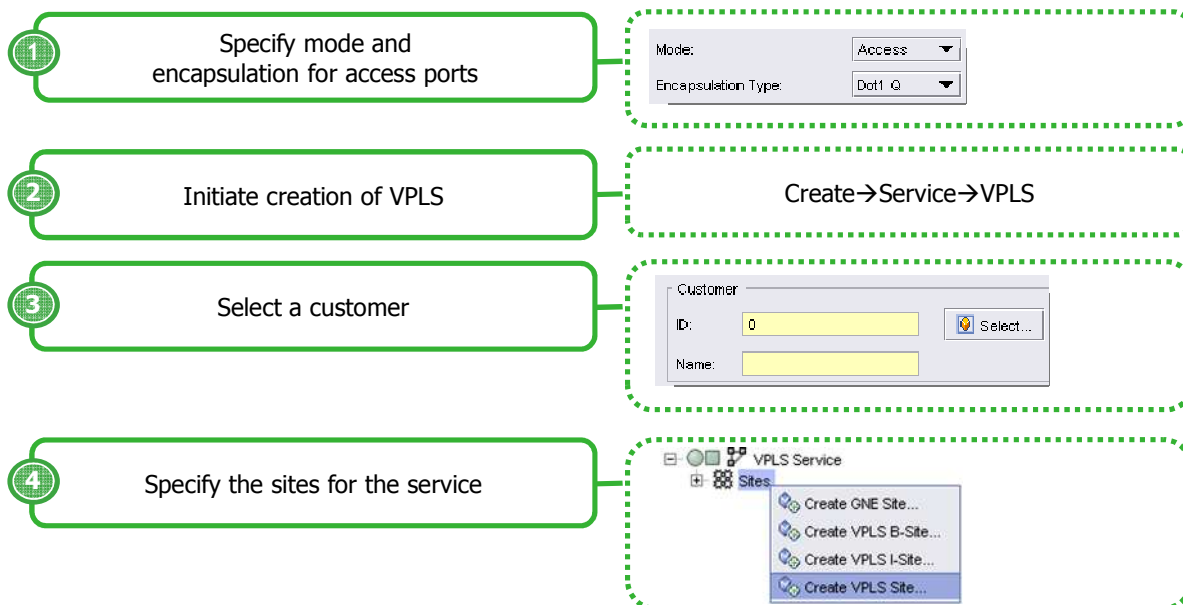 1
Specify mode and
encapsulation for access ports
Mode: Access
Encapsulation Type: Dot1 Q
2
Initiate creation of VPLS
Create→Service→VPLS
3
Select a customer
Customer
ID: 0 Select...
Name:
4
Specify the sites for the service
VPLS Service
Sites
Create GNE Site...
Create VPLS B-Site...
Create VPLS I-Site...
Create VPLS Site...